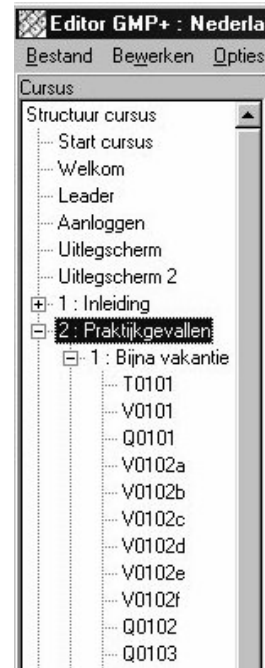 Editor GMP+ : Nederla
Bestand Bewerken Opties
Cursus
Structuur cursus
Start cursus
Welkom
Leader
Aanloggen
Uitlegscherm
Uitlegscherm 2
1 : Inleiding
2 : Praktijkgevallen
1 : Bijna vakantie
T0101
V0101
Q0101
V0102a
V0102b
V0102c
V0102d
V0102e
V0102f
Q0102
Q0103